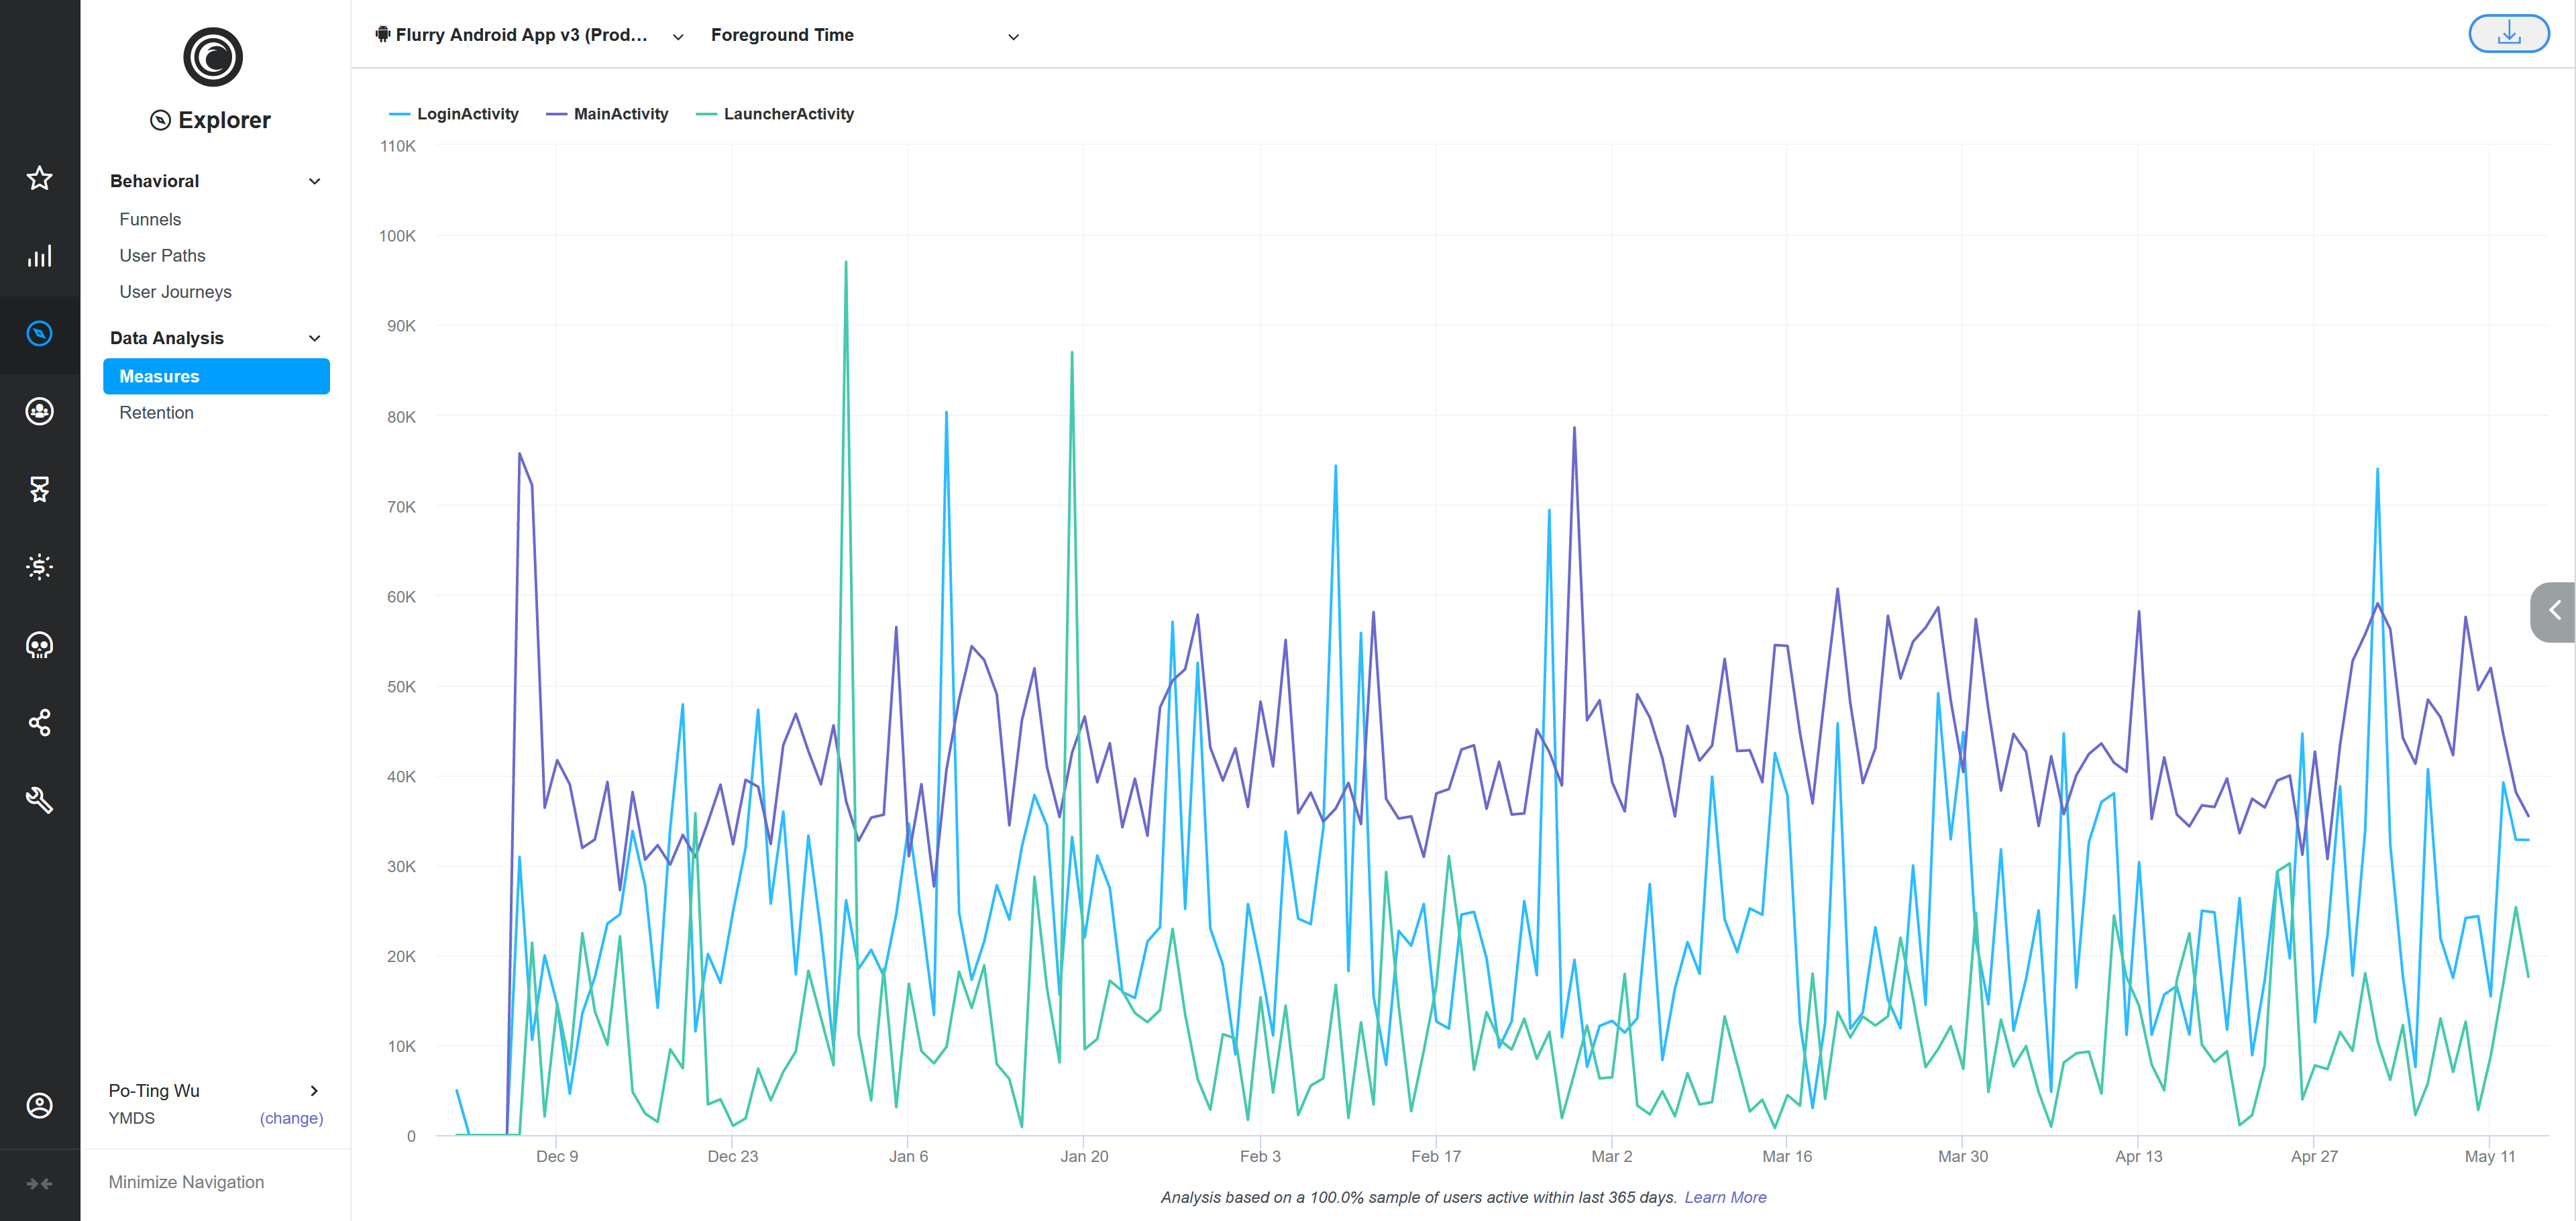 Flurry Android App v3 (Prod...
Foreground Time
Explorer
Behavioral
Funnels
User Paths
User Journeys
Data Analysis
Measures
Retention
Po-Ting Wu
YMDS
(change)
Minimize Navigation
LoginActivity
MainActivity
LauncherActivity
110K
100K
90K
80K
70K
60K
50K
40K
30K
20K
10K
0
Dec 9
Dec 23
Jan 6
Jan 20
Feb 3
Feb 17
Mar 2
Mar 16
Mar 30
Apr 13
Apr 27
May 11
Analysis based on a 100.0% sample of users active within last 365 days. Learn More